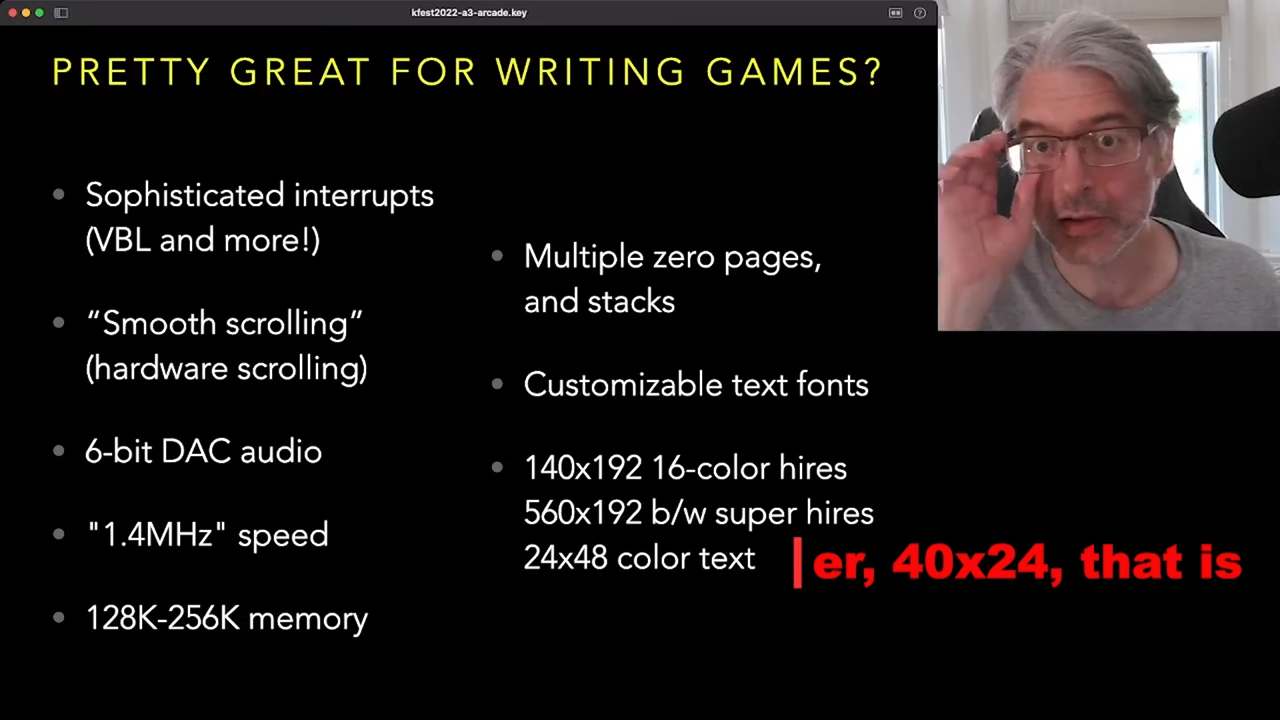 kfest2022-a3-arcade.key
PRETTY GREAT FOR WRITING GAMES?
Sophisticated interrupts
(VBL and more!)
“Smooth scrolling”
(hardware scrolling)
6-bit DAC audio
"1.4MHz" speed
128K-256K memory
Multiple zero pages,
and stacks
Customizable text fonts
140x192 16-color hires
560x192 b/w super hires
24x48 color text
er, 40x24, that is